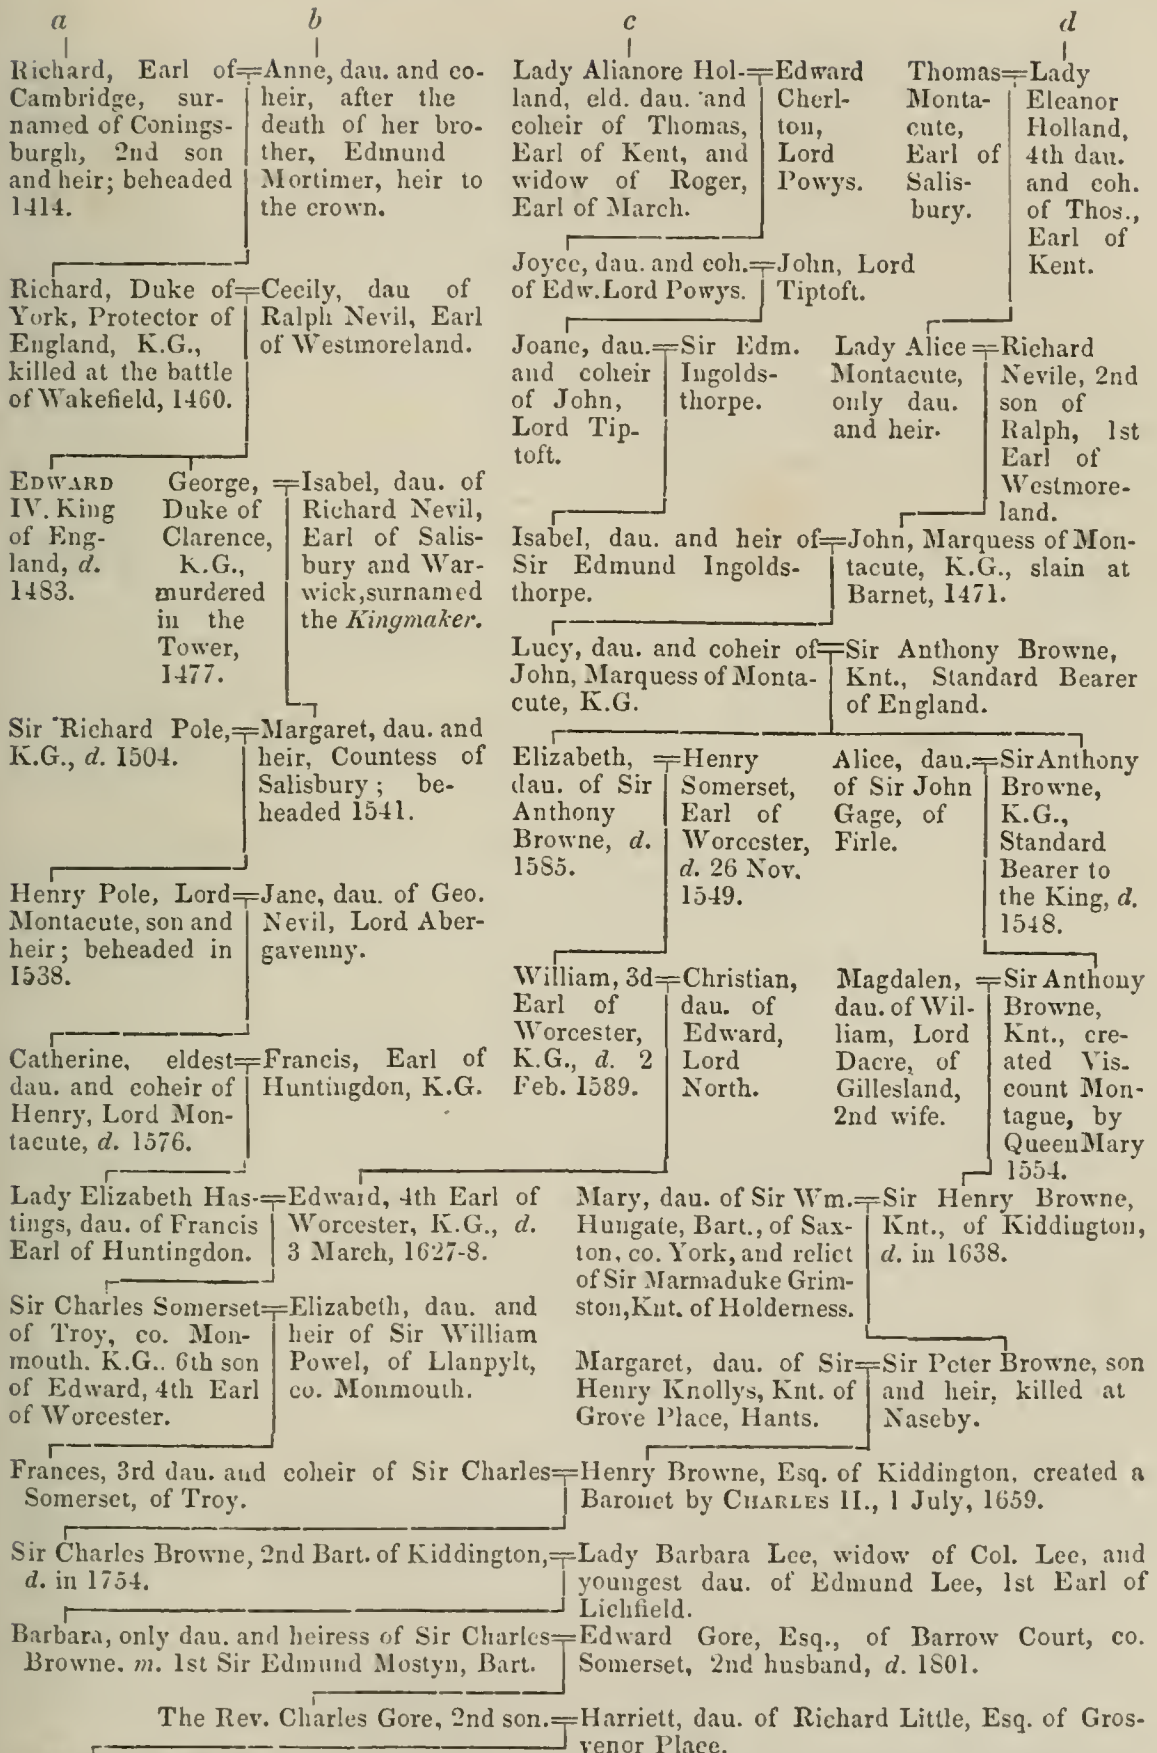 a b c d
Richard, Earl of
Cambridge, sur-
named of Conings-
burgh, 2nd son
and heir; beheaded
1414.
Anne, dau. and co-
heir, after the
death of her bro-
ther, Edmund
Mortimer, heir to
the crown.
Lady Alianore Hol-
land, eld. dau. and
coheir of Thomas,
Earl of Kent, and
widow of Roger,
Earl of March.
Edward
Cherl-
ton,
Lord
Powys.
Thomas
Monta-
cute,
Earl of
Salis-
bury.
Lady
Eleanor
Holland,
4th dau.
and coh.
of Thos.,
Earl of
Kent.
Richard, Duke of
York, Protector of
England, K.G.,
killed at the battle
of Wakefield, 1460.
Cecily, dau of
Ralph Nevil, Earl
of Westmoreland.
Joyce, dau. and coh.
of Edw. Lord Powys.
John, Lord
Tiptoft.
Joane, dau.
and coheir
of John,
Lord Tip-
toft.
Sir Edm.
Ingolds-
thorpe.
Lady Alice
Montacute,
only dau.
and heir.
Richard
Nevile, 2nd
son of
Ralph, 1st
Earl of
Westmore-
land.
EDWARD
IV. King
of Eng-
land, d.
1483.
George,
Duke of
Clarence,
K.G.,
murdered
in the
Tower,
1477.
Isabel, dau. of
Richard Nevil,
Earl of Salis-
bury and War-
wick, surnamed
the Kingmaker.
Isabel, dau. and heir of
Sir Edmund Ingolds-
thorpe.
John, Marquess of Mon-
tacute, K.G., slain at
Barnet, 1471.
Lucy, dau. and coheir of
John, Marquess of Monta-
cute, K.G.
Sir Anthony Browne,
Knt., Standard Bearer
of England.
Sir Richard Pole,
K.G., d. 1504.
Margaret, dau. and
heir, Countess of
Salisbury; be-
headed 1541.
Elizabeth,
dau. of Sir
Anthony
Browne, d.
1585.
Henry
Somerset,
Earl of
Worcester,
d. 26 Nov.
1549.
Alice, dau.
of Sir John
Gage, of
Firle.
Sir Anthony
Browne,
K.G.,
Standard
Bearer to
the King, d.
1548.
Henry Pole, Lord
Montacute, son and
heir; beheaded in
1538.
Jane, dau. of Geo.
Nevil, Lord Aber-
gavenny.
William, 3d
Earl of
Worcester,
K.G., d. 2
Feb. 1589.
Christian,
dau. of
Edward,
Lord
North.
Magdalen,
dau. of Wil-
liam, Lord
Dacre, of
Gillesland,
2nd wife.
Sir Anthony
Browne,
Knt., cre-
ated Vis-
count Mon-
tague, by
Queen Mary
1554.
Catherine, eldest
dau. and coheir of
Henry, Lord Mon-
tacute, d. 1576.
Francis, Earl of
Huntingdon, K.G.
Lady Elizabeth Has-
tings, dau. of Francis
Earl of Huntingdon.
Edward, 4th Earl of
Worcester, K.G., d.
3 March, 1627-8.
Mary, dau. of Sir Wm.
Hungate, Bart., of Sax-
ton, co. York, and relict
of Sir Marmaduke Grim-
ston, Knt. of Holderness.
Sir Henry Browne,
Knt., of Kiddington,
d. in 1638.
Sir Charles Somerset
of Troy, co. Mon-
mouth. K.G.. 6th son
of Edward, 4th Earl
of Worcester.
Elizabeth, dau. and
heir of Sir William
Powel, of Llanpylt,
co. Monmouth.
Margaret, dau. of Sir
Henry Knollys, Knt. of
Grove Place, Hants.
Sir Peter Browne, son
and heir, killed at
Naseby.
Frances, 3rd dau. and coheir of Sir Charles
Somerset, of Troy.
Henry Browne, Esq. of Kiddington, created a
Baronet by CHARLES II., 1 July, 1659.
Sir Charles Browne, 2nd Bart. of Kiddington,
d. in 1754.
Lady Barbara Lee, widow of Col. Lee, and
youngest dau. of Edmund Lee, 1st Earl of
Lichfield.
Barbara, only dau. and heiress of Sir Charles
Browne. m. 1st Sir Edmund Mostyn, Bart.
Edward Gore, Esq., of Barrow Court, co.
Somerset, 2nd husband, d. 1801.
The Rev. Charles Gore, 2nd son.
Harriett, dau. of Richard Little, Esq. of Gros-
venor Place.